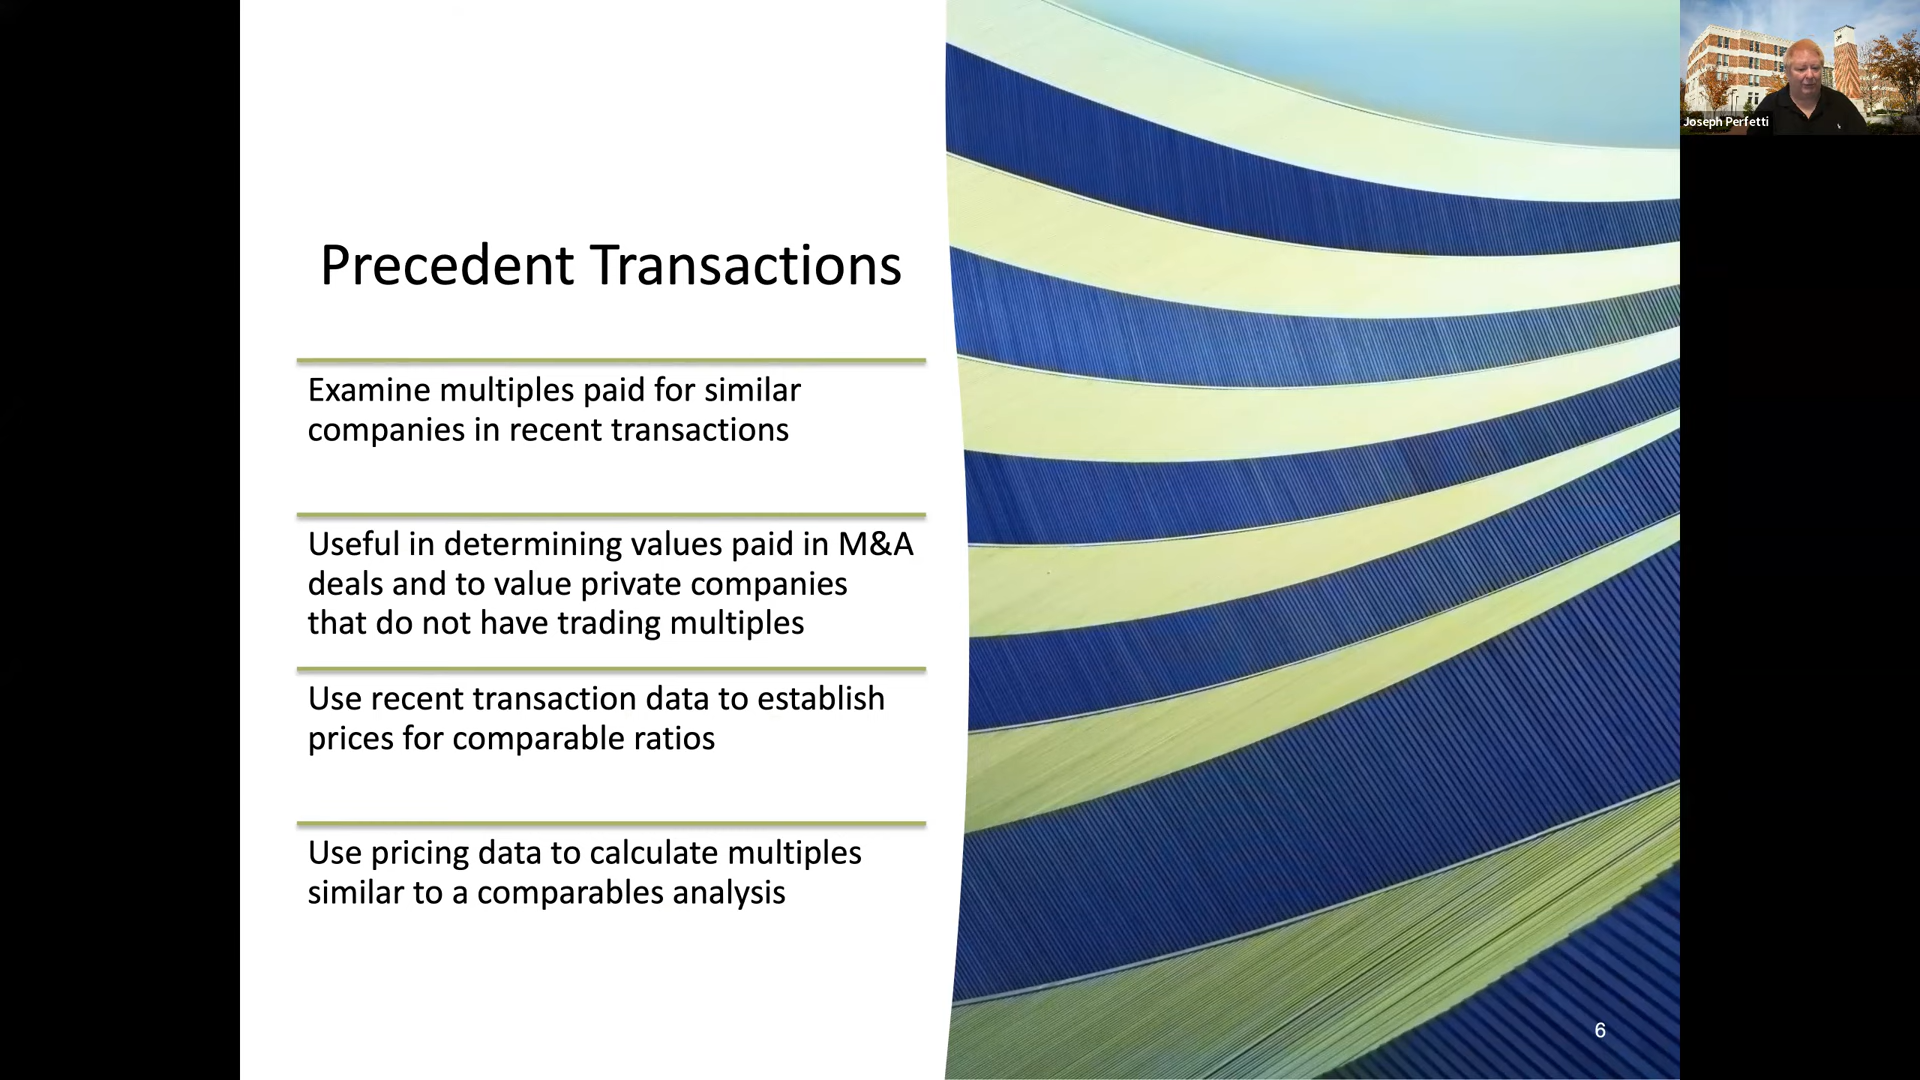 Precedent Transactions
Examine multiples paid for similar
companies in recent transactions
Useful in determining values paid in M&A
deals and to value private companies
that do not have trading multiples
Use recent transaction data to establish
prices for comparable ratios
Use pricing data to calculate multiples
similar to a comparables analysis
6
Joseph Perfetti